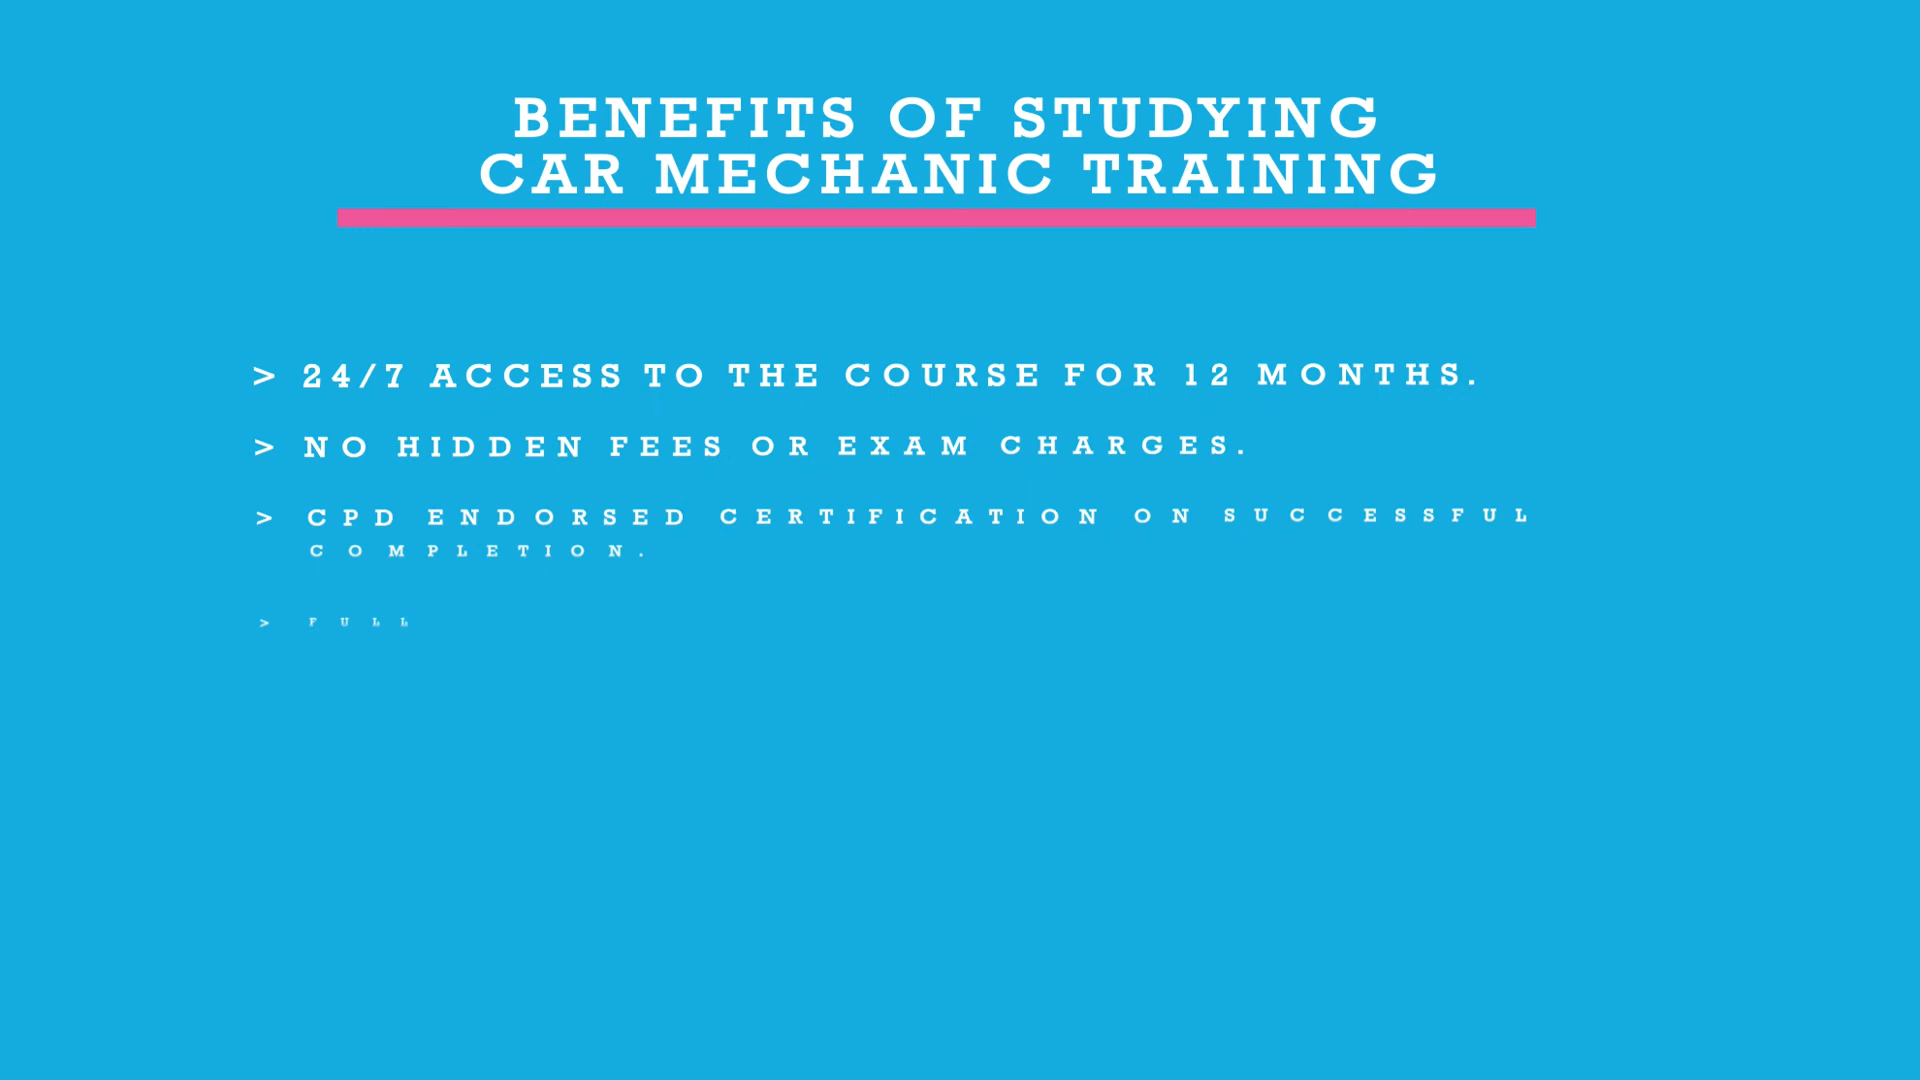 BENEFITS OF STUDYING
CAR MECHANIC TRAINING
> 24/7 ACCESS TO THE COURSE FOR 12 MONTHS.
> NO HIDDEN FEES OR EXAM CHARGES.
> CPD ENDORSED CERTIFICATION ON SUCCESSFUL
COMPLETION.
> FULL